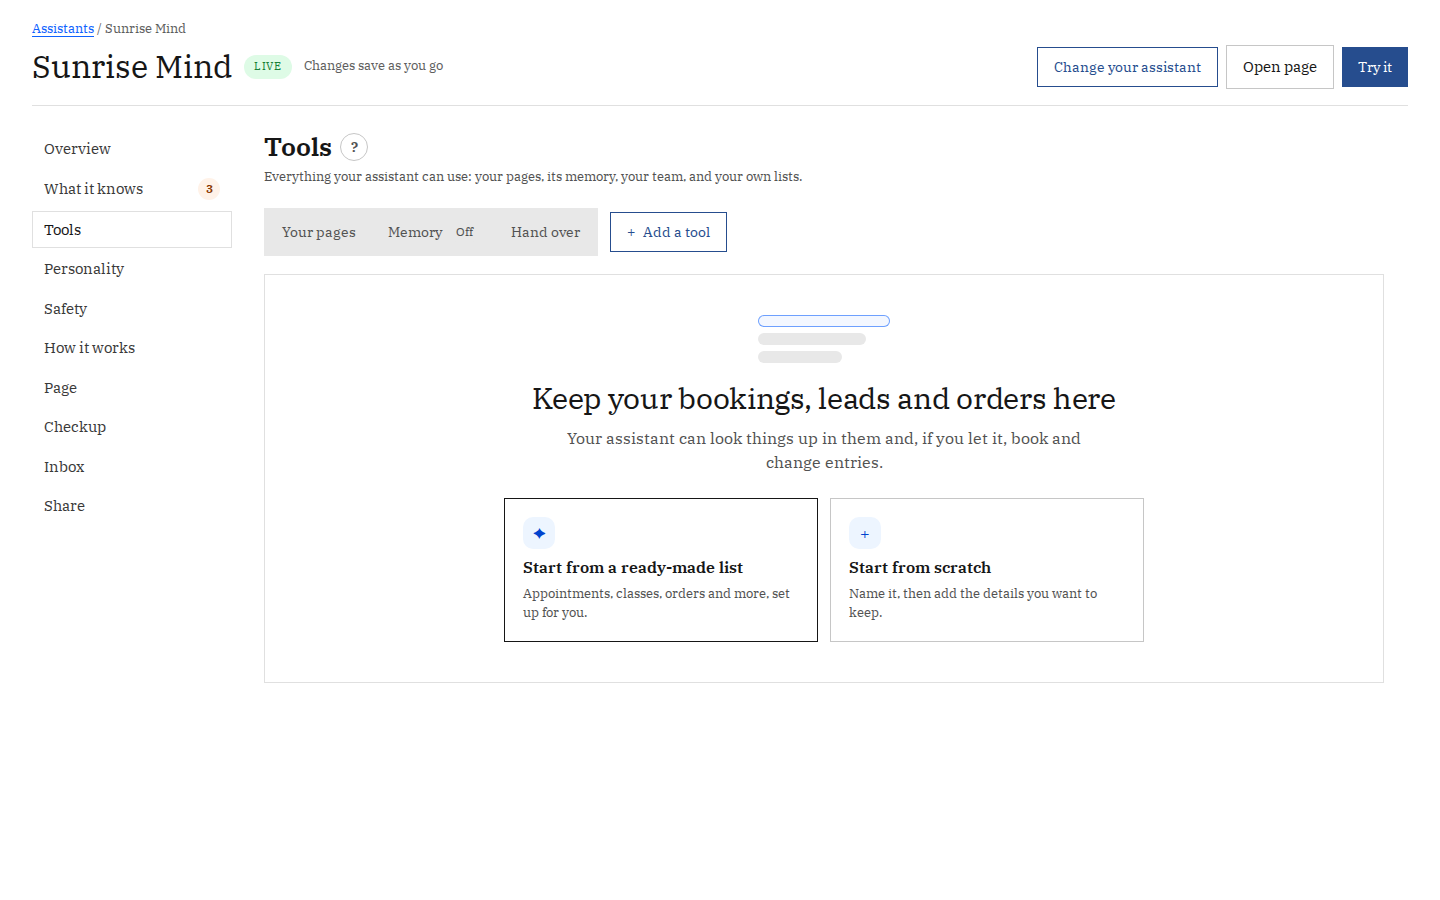 Assistants / Sunrise Mind
Sunrise Mind
LIVE
Changes save as you go
Change your assistant
Open page
Try it
Overview
What it knows
3
Tools
Personality
Safety
How it works
Page
Checkup
Inbox
Share
Tools
?
Everything your assistant can use: your pages, its memory, your team, and your own lists.
Your pages
Memory
Off
Hand over
+ Add a tool
Keep your bookings, leads and orders here
Your assistant can look things up in them and, if you let it, book and
change entries.
Start from a ready-made list
Appointments, classes, orders and more, set
up for you.
+
Start from scratch
Name it, then add the details you want to
keep.